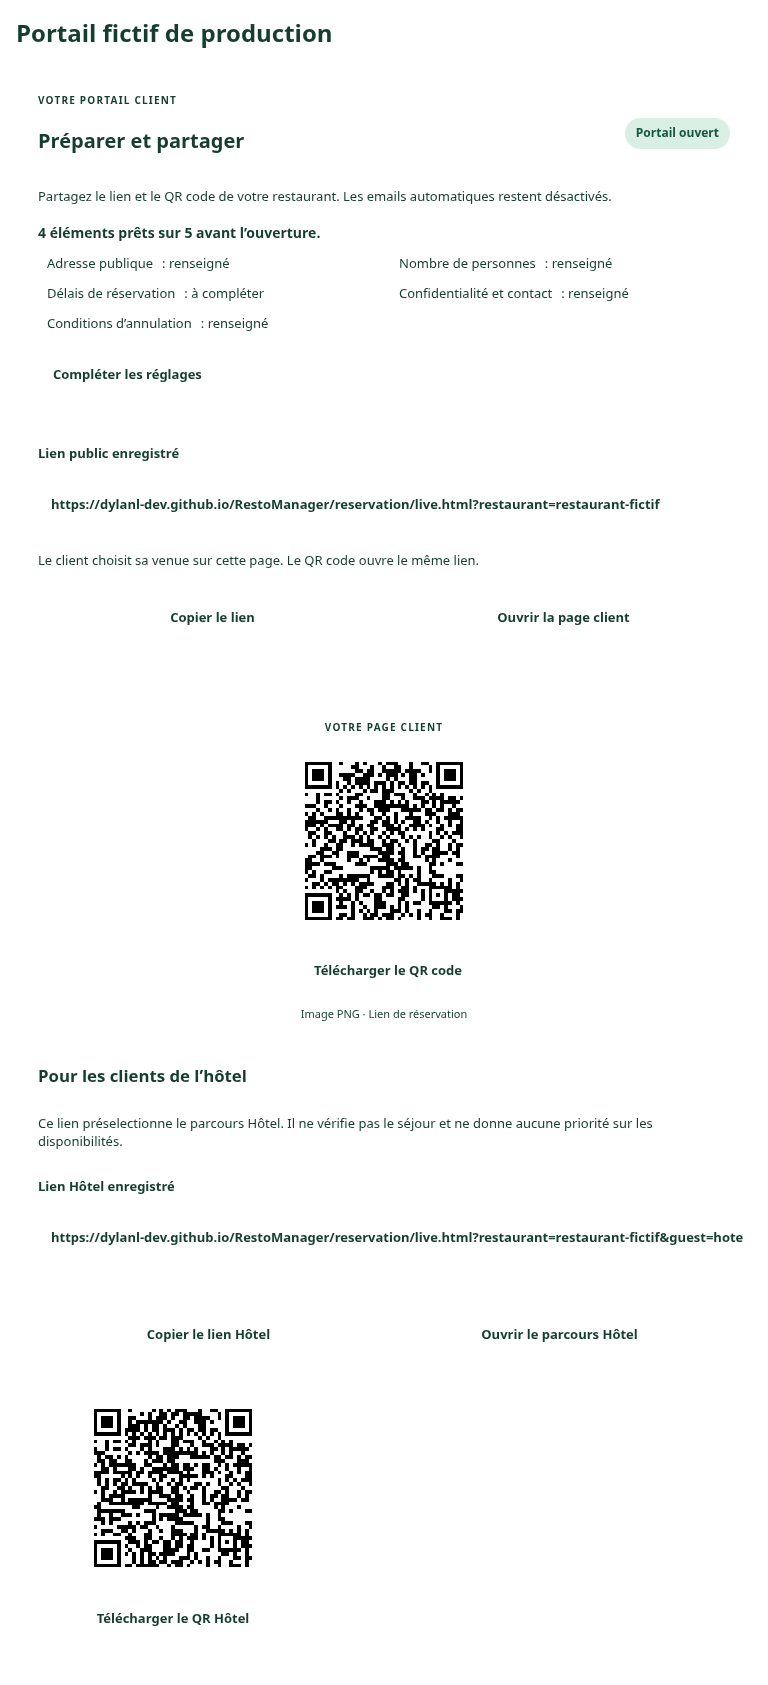 Portail fictif de production
VOTRE PORTAIL CLIENT
Préparer et partager
Portail ouvert
Partagez le lien et le QR code de votre restaurant. Les emails automatiques restent désactivés.
4 éléments prêts sur 5 avant l’ouverture.
Adresse publique : renseigné
Nombre de personnes : renseigné
Délais de réservation : à compléter
Confidentialité et contact : renseigné
Conditions d’annulation : renseigné
Compléter les réglages
Lien public enregistré
https://dylanl-dev.github.io/RestoManager/reservation/live.html?restaurant=restaurant-fictif
Le client choisit sa venue sur cette page. Le QR code ouvre le même lien.
Copier le lien
Ouvrir la page client
VOTRE PAGE CLIENT
Télécharger le QR code
Image PNG · Lien de réservation
Pour les clients de l’hôtel
Ce lien préselectionne le parcours Hôtel. Il ne vérifie pas le séjour et ne donne aucune priorité sur les
disponibilités.
Lien Hôtel enregistré
https://dylanl-dev.github.io/RestoManager/reservation/live.html?restaurant=restaurant-fictif&guest=hote
Copier le lien Hôtel
Ouvrir le parcours Hôtel
Télécharger le QR Hôtel